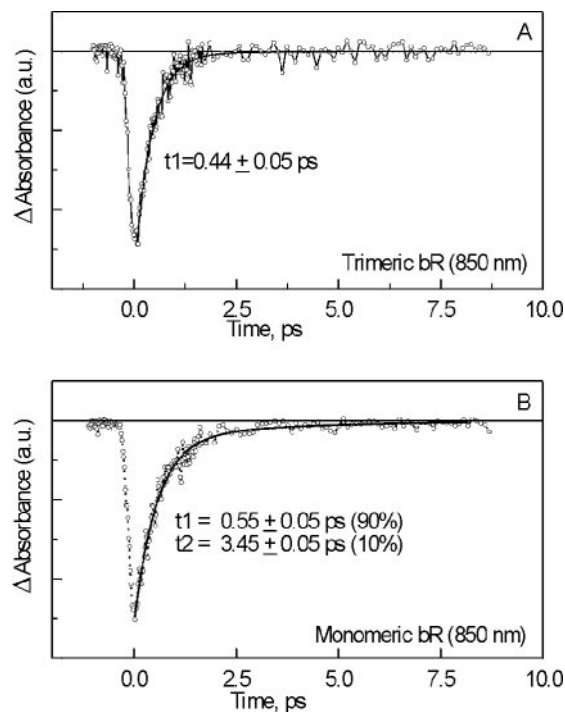 A
Δ Absorbance (a.u.)
t1=0.44 ± 0.05 ps
Trimeric bR (850 nm)
0.0 2.5 5.0 7.5 10.0
Time, ps
B
Δ Absorbance (a.u.)
t1 = 0.55 ± 0.05 ps (90%)
t2 = 3.45 ± 0.05 ps (10%)
Monomeric bR (850 nm)
0.0 2.5 5.0 7.5 10.0
Time, ps